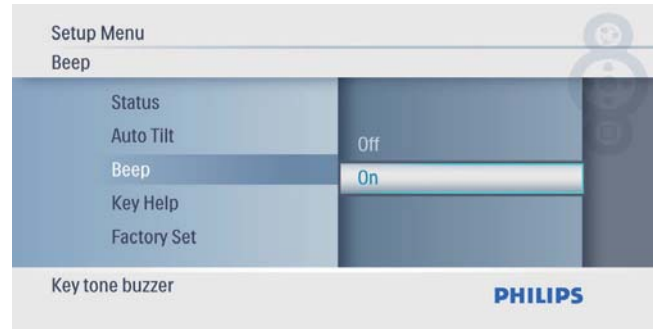 Setup Menu
Beep
Status
Auto Tilt
Beep
Key Help
Factory Set
Off
On
Key tone buzzer
PHILIPS